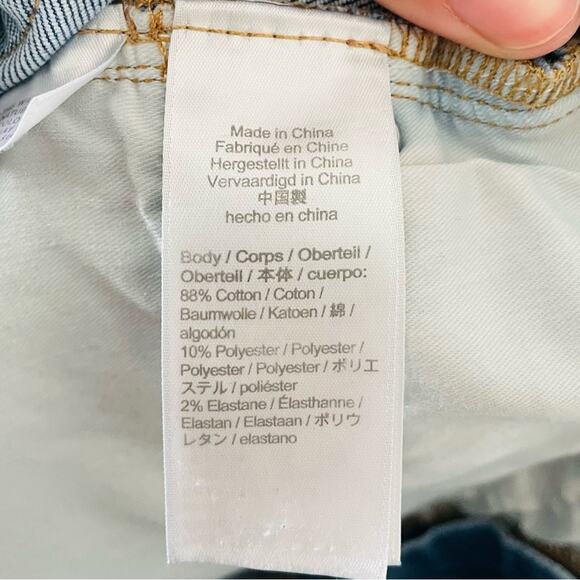 Made in China
Fabriqué en Chine
Hergestellt in China
Vervaardigd in China
中国製
hecho en china
Body / Corps / Oberteil /
Oberteil / 本体 / cuerpo:
88% Cotton / Coton /
Baumwolle / Katoen / 綿 /
algodón
10% Polyester / Polyester /
Polyester / Polyester / ポリエ
ステル / poliéster
2% Elastane / Élasthanne /
Elastan / Elastaan / ポリウ
レタン / elastano